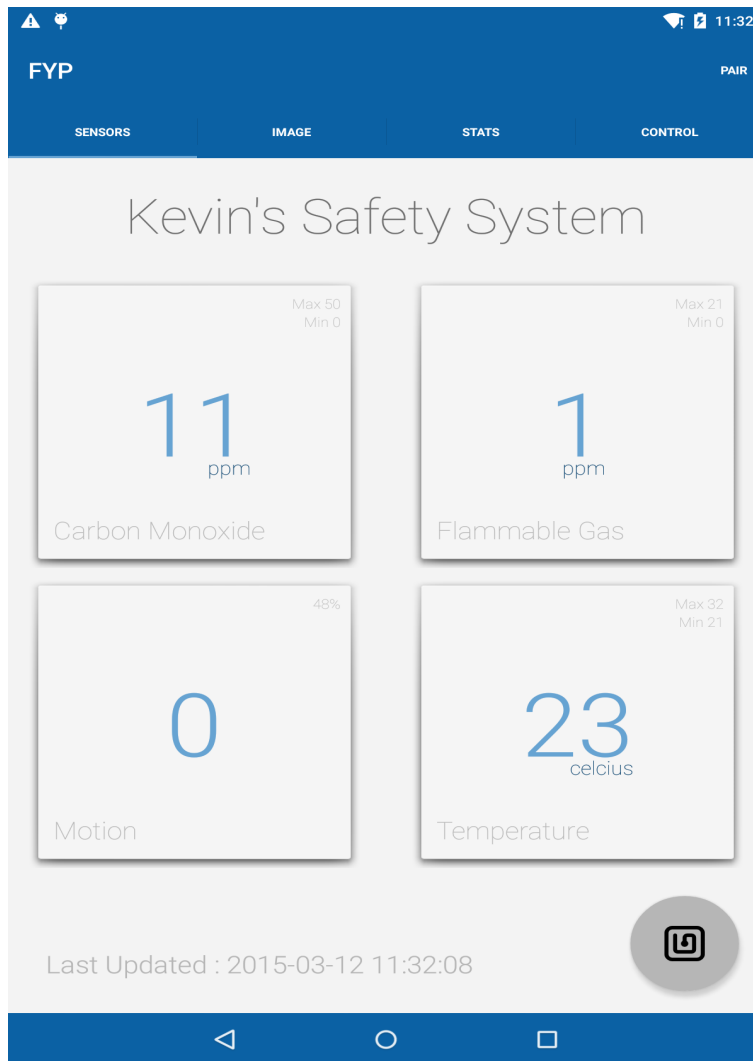 11:32
FYP
PAIR
SENSORS IMAGE STATS CONTROL
Kevin's Safety System
Max 50
Min 0
11
ppm
Carbon Monoxide
Max 21
Min 0
1
ppm
Flammable Gas
48%
0
Motion
Max 32
Min 21
23
celcius
Temperature
Last Updated : 2015-03-12 11:32:08